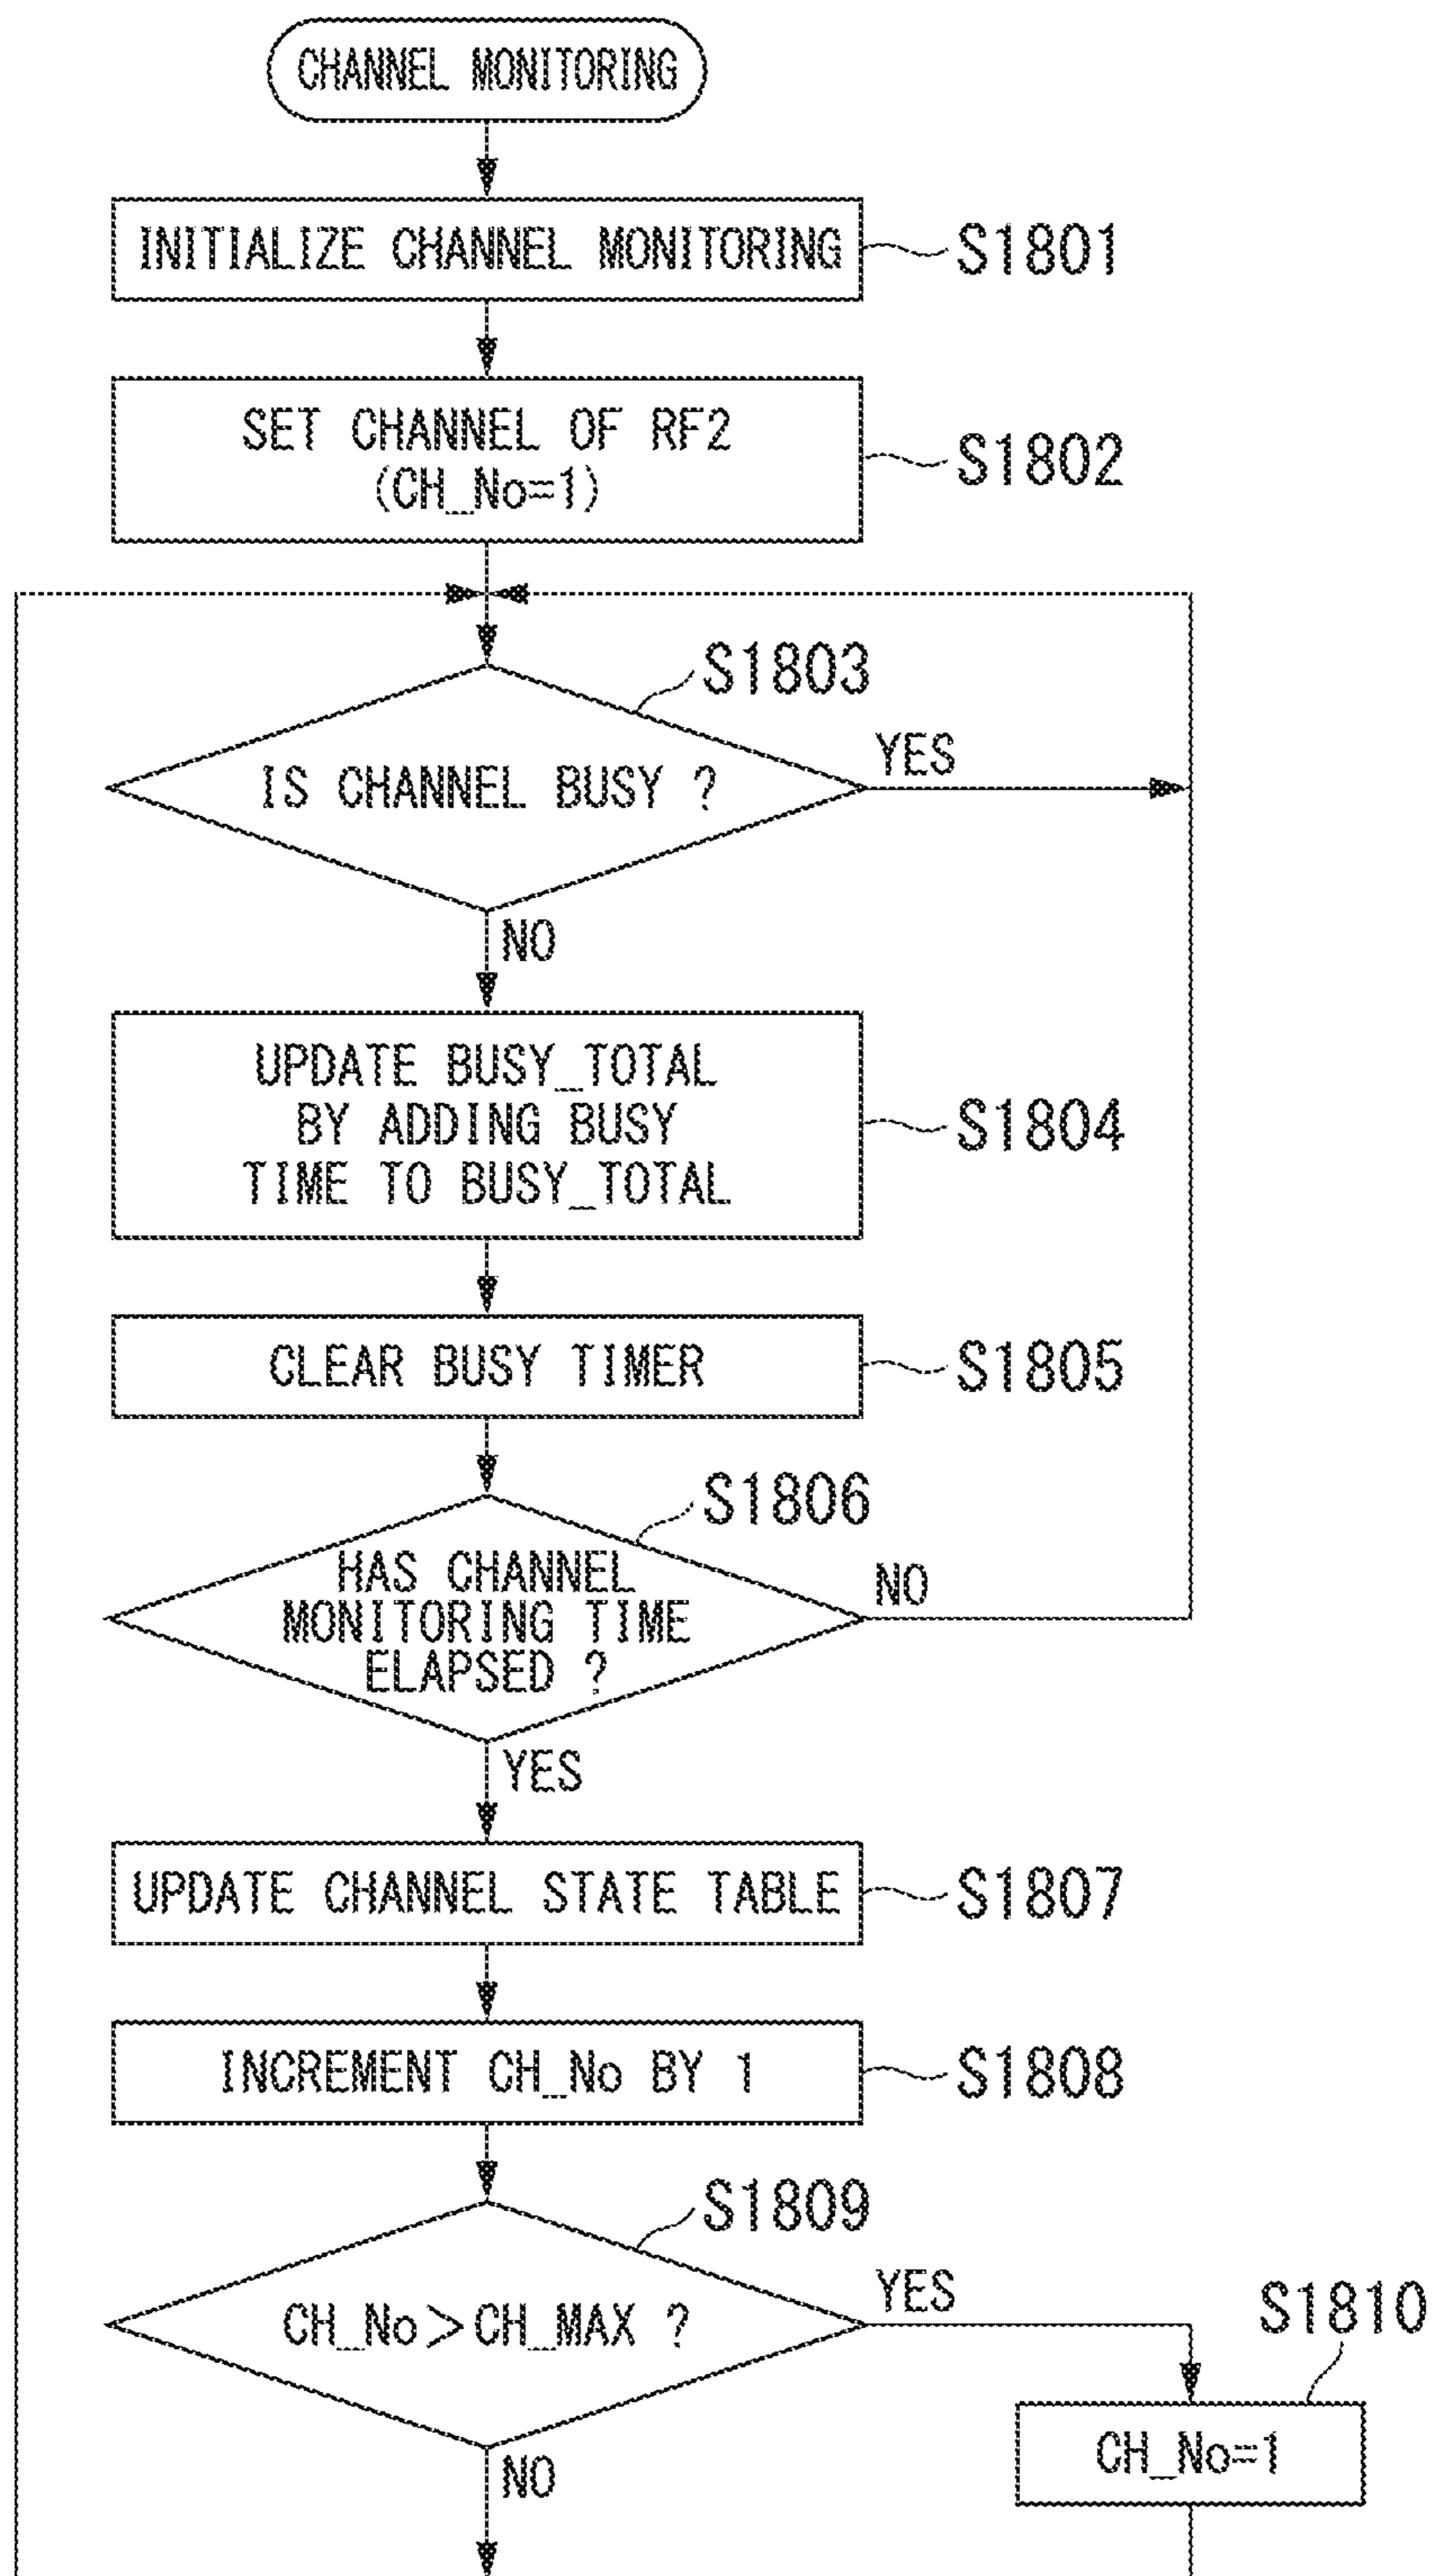 CHANNEL MONITORING
INITIALIZE CHANNEL MONITORING
S1801
SET CHANNEL OF RF2
(CH_No=1)
S1802
S1803
IS CHANNEL BUSY ?
YES
NO
UPDATE BUSY_TOTAL
BY ADDING BUSY
TIME TO BUSY_TOTAL
S1804
CLEAR BUSY TIMER
S1805
S1806
HAS CHANNEL
MONITORING TIME
ELAPSED ?
NO
YES
UPDATE CHANNEL STATE TABLE
S1807
INCREMENT CH_No BY 1
S1808
S1809
CH_No>CH_MAX ?
YES
S1810
CH_No=1
NO